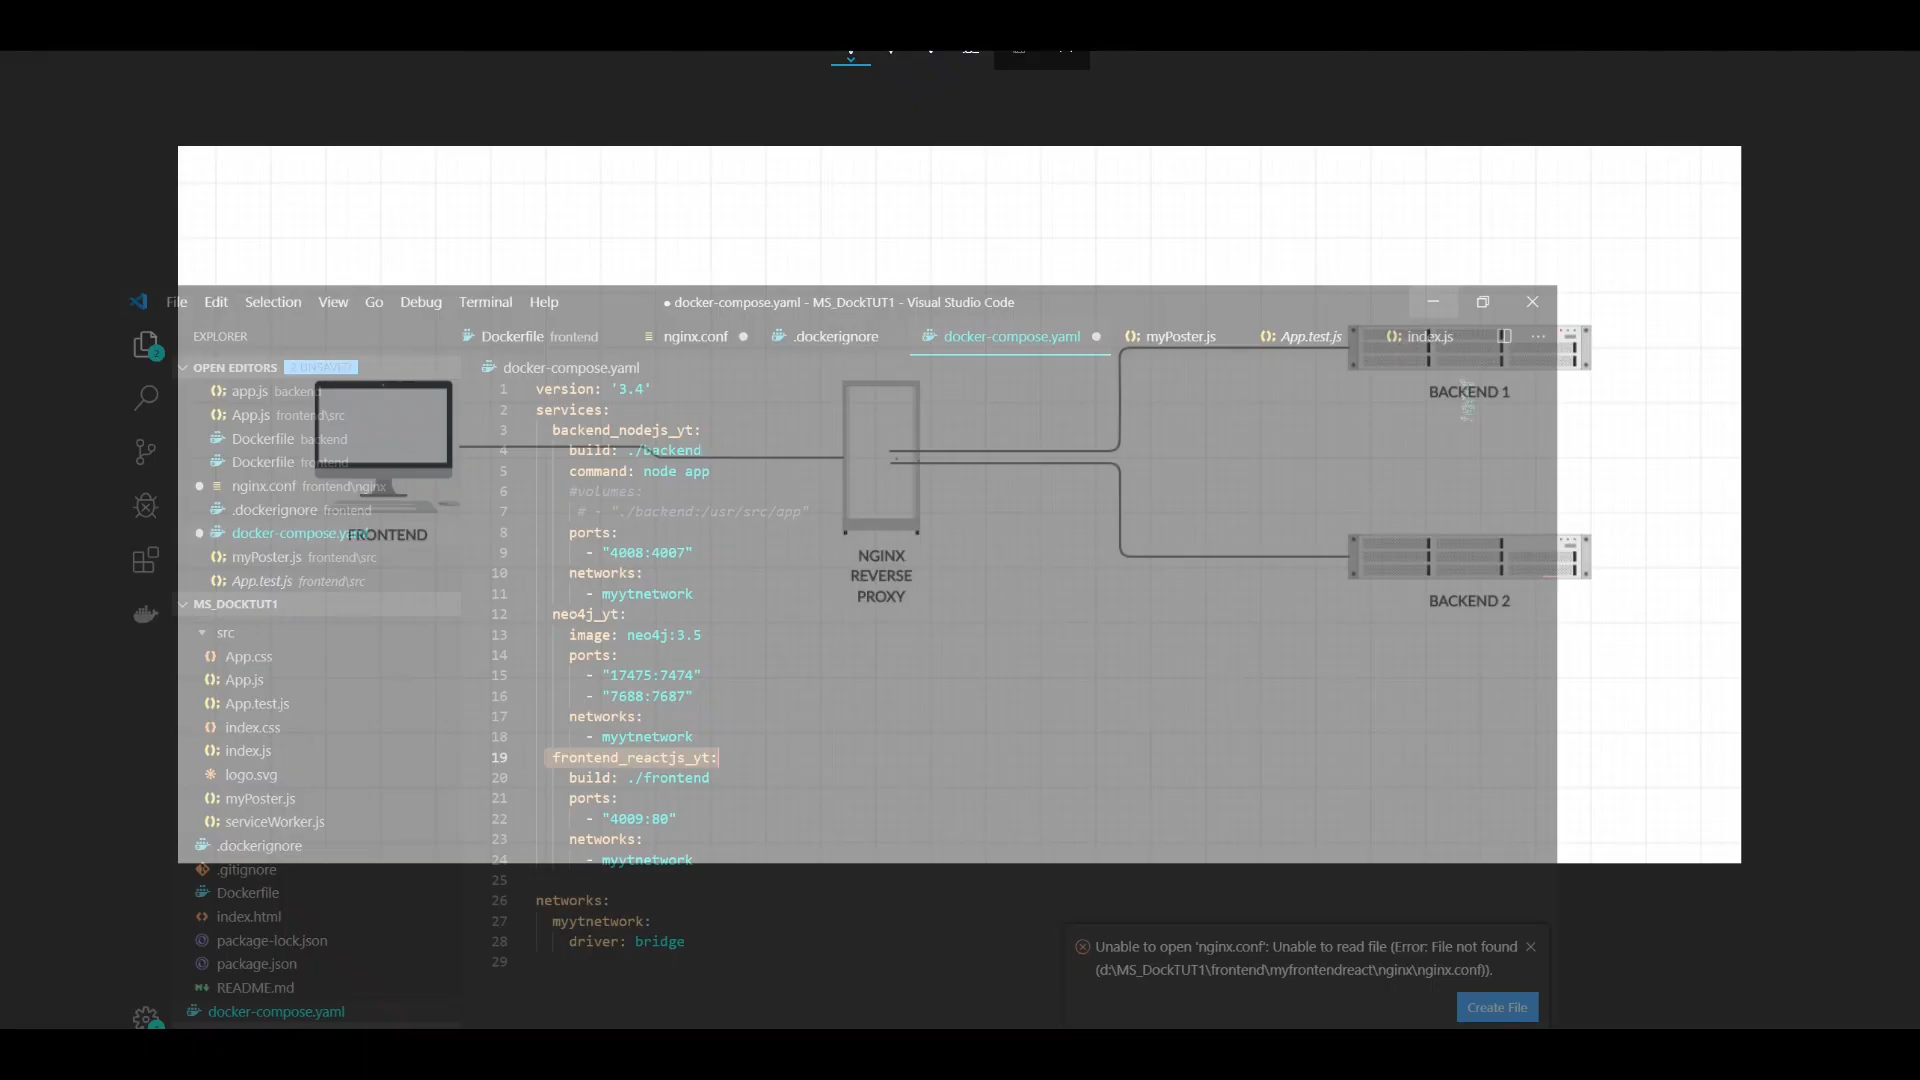 File Edit Selection View Go Debug Terminal Help
● docker-compose.yaml - MS_DockTUT1 - Visual Studio Code
EXPLORER
OPEN EDITORS 2 UNSAVED
app.js backend
App.js frontend\src
Dockerfile backend
Dockerfile frontend
nginx.conf frontend\nginx
.dockerignore frontend
docker-compose.yaml
myPoster.js frontend\src
App.test.js frontend\src
MS_DOCKTUT1
src
App.css
App.js
App.test.js
index.css
index.js
logo.svg
myPoster.js
serviceWorker.js
.dockerignore
.gitignore
Dockerfile
index.html
package-lock.json
package.json
README.md
docker-compose.yaml
2
Dockerfile frontend
nginx.conf
.dockerignore
docker-compose.yaml
myPoster.js
App.test.js
index.js
docker-compose.yaml
1 version: '3.4'
2 services:
3 backend_nodejs_yt:
4 build: ./backend
5 command: node app
6 #volumes:
7 # - "./backend:/usr/src/app"
8 ports:
9 - "4008:4007"
10 networks:
11 - myytnetwork
12 neo4j_yt:
13 image: neo4j:3.5
14 ports:
15 - "17475:7474"
16 - "7688:7687"
17 networks:
18 - myytnetwork
19 frontend_reactjs_yt:
20 build: ./frontend
21 ports:
22 - "4009:80"
23 networks:
24 - myytnetwork
25
26 networks:
27 myytnetwork:
28 driver: bridge
29
FRONTEND
NGINX
REVERSE
PROXY
BACKEND 1
BACKEND 2
Unable to open 'nginx.conf': Unable to read file (Error: File not found
(d:\MS_DockTUT1\frontend\myfrontendreact\nginx\nginx.conf)).
Create File